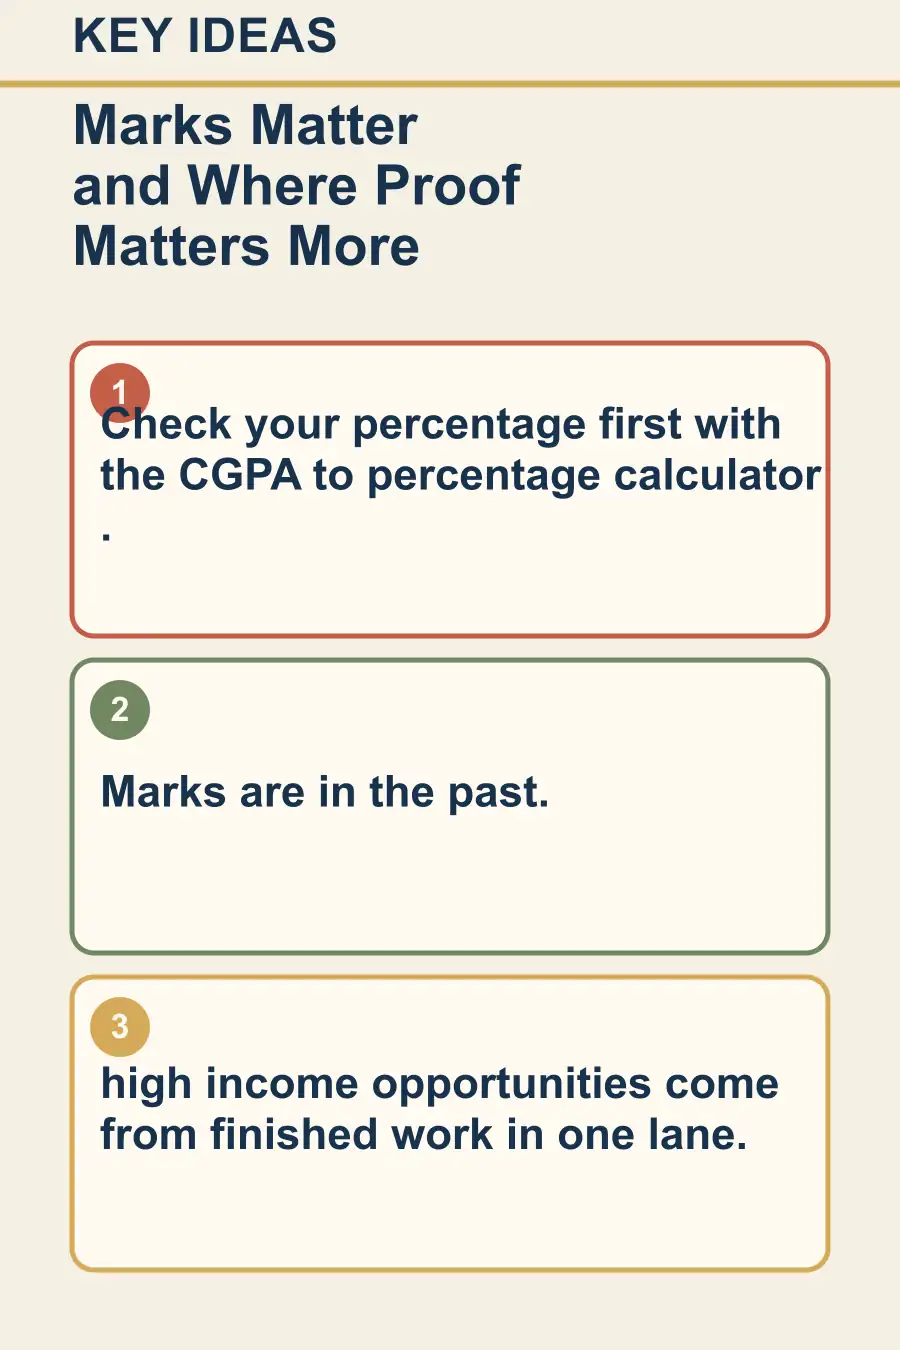 KEY IDEAS
Marks Matter
and Where Proof
Matters More
1
Check your percentage first with
the CGPA to percentage calculator
.
2
Marks are in the past.
3
high income opportunities come
from finished work in one lane.